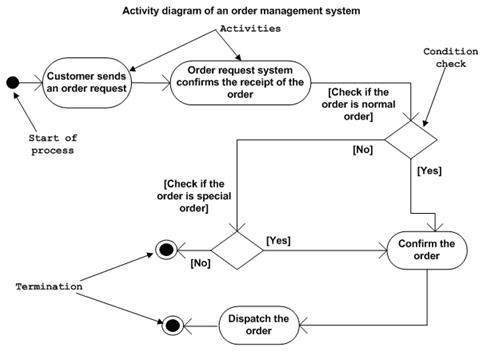 Activity diagram of an order management system
Activities
Customer sends
an order request
Order request system
confirms the receipt of the
order
Condition
check
[Check if the
order is normal
order]
Start of
process
[No]
[Yes]
[Check if the
order is special
order]
[No]
[Yes]
Confirm the
order
Termination
Dispatch the
order